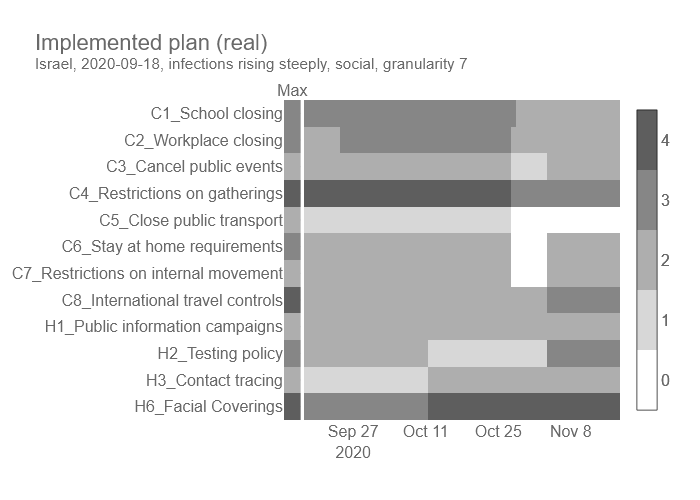 Implemented plan (real)
Israel, 2020-09-18, infections rising steeply, social, granularity 7
Max
C1_School closing
C2_Workplace closing
C3_Cancel public events
C4_Restrictions on gatherings
C5_Close public transport
C6_Stay at home requirements
C7_Restrictions on internal movement
C8_International travel controls
H1_Public information campaigns
H2_Testing policy
H3_Contact tracing
H6_Facial Coverings
Sep 27 Oct 11 Oct 25 Nov 8
2020
4
3
2
1
0